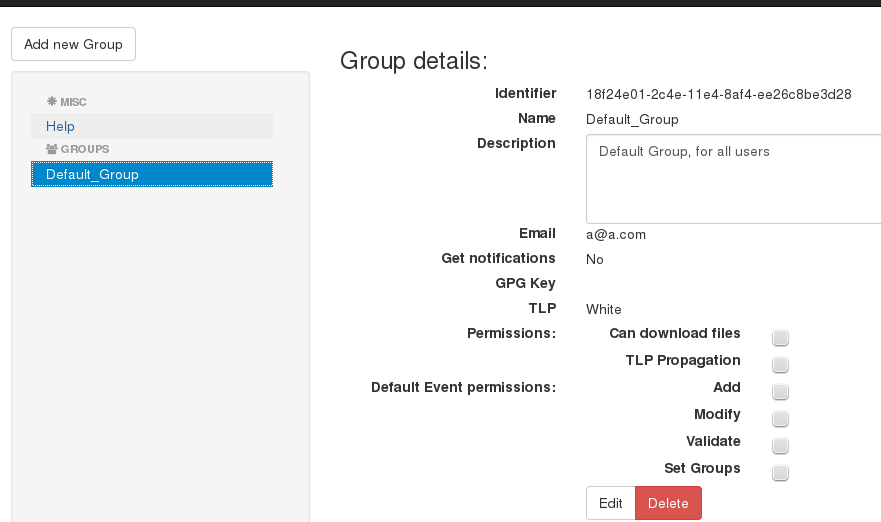 Add new Group
MISC
Help
GROUPS
Default_Group
Group details:
Identifier 18f24e01-2c4e-11e4-8af4-ee26c8be3d28
Name Default_Group
Description Default Group, for all users
Email a@a.com
Get notifications No
GPG Key
TLP White
Permissions: Can download files
TLP Propagation
Default Event permissions: Add
Modify
Validate
Set Groups
Edit Delete